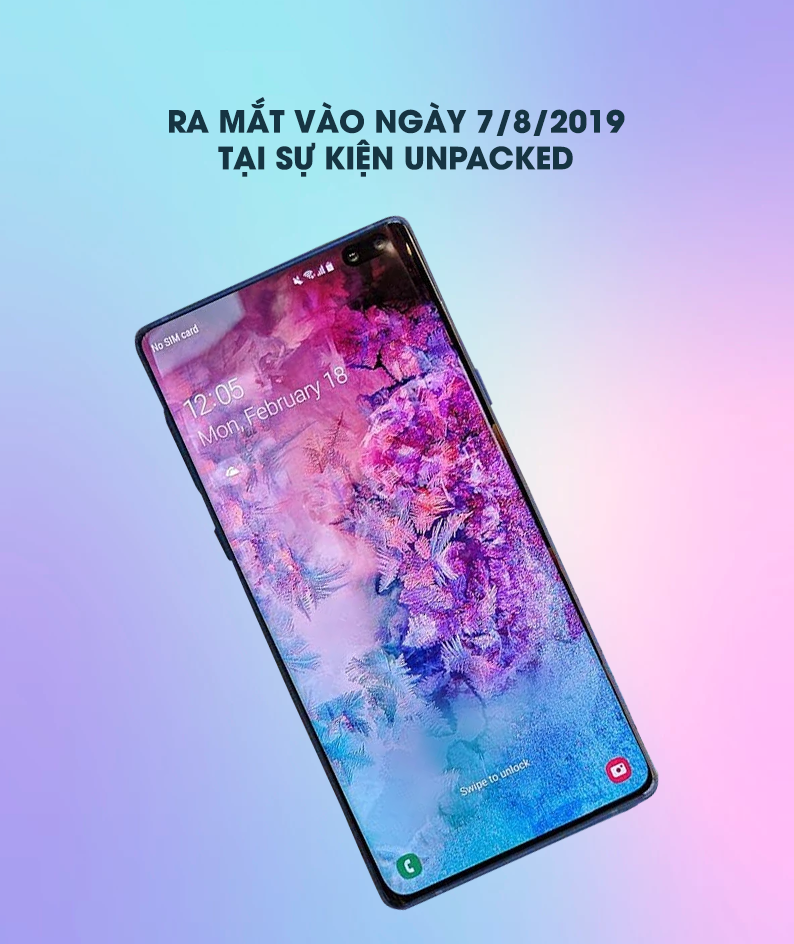 RA MẮT VÀO NGÀY 7/8/2019
TẠI SỰ KIỆN UNPACKED
No SIM card
12:05
Mon, February 18
Swipe to unlock